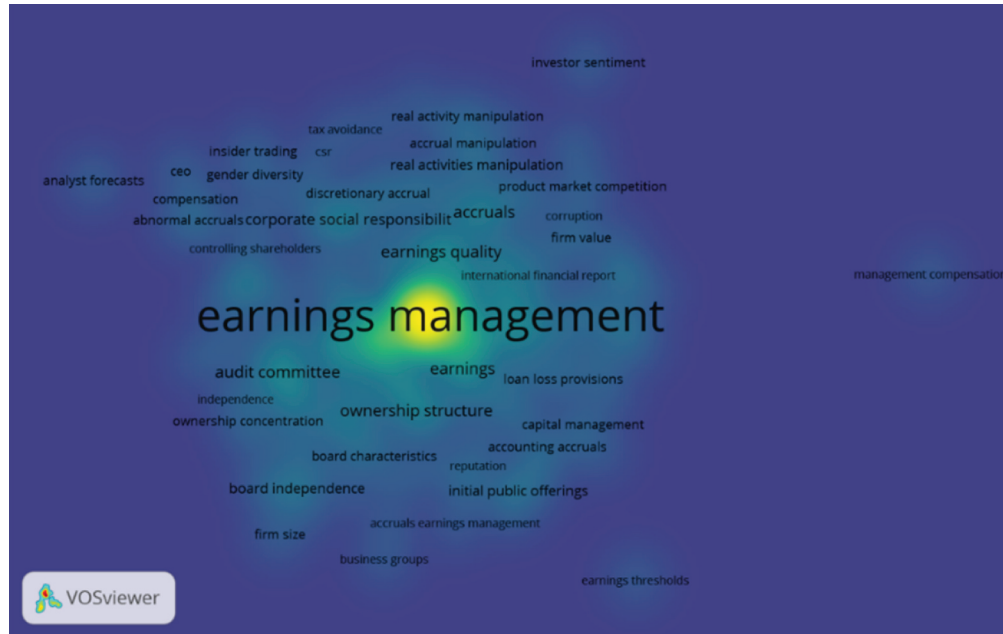 investor sentiment
real activity manipulation
tax avoidance
accrual manipulation
insider trading
csr
real activities manipulation
ceo
gender diversity
analyst forecasts
product market competition
discretionary accrual
compensation
abnormal accruals
corporate social responsibilit
accruals
corruption
firm value
controlling shareholders
earnings quality
international financial report
management compensation
earnings management
audit committee
earnings
loan loss provisions
independence
ownership structure
ownership concentration
capital management
accounting accruals
board characteristics
reputation
board independence
initial public offerings
accruals earnings management
firm size
business groups
earnings thresholds
VOSviewer